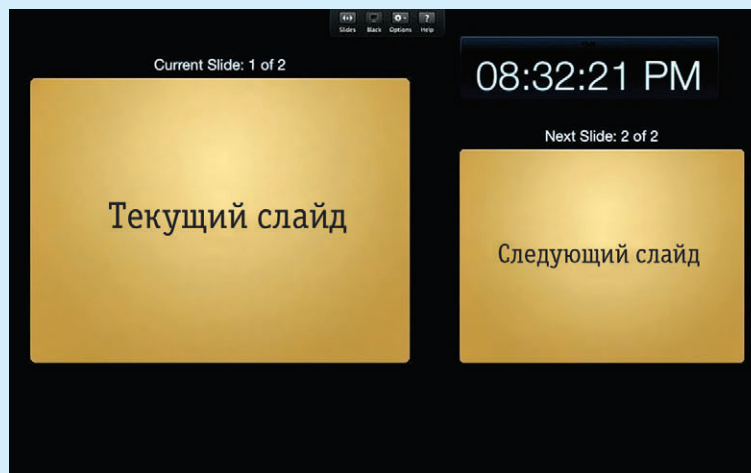 Slides Black Options Help
Current Slide: 1 of 2
Текущий слайд
08:32:21 PM
Next Slide: 2 of 2
Следующий слайд